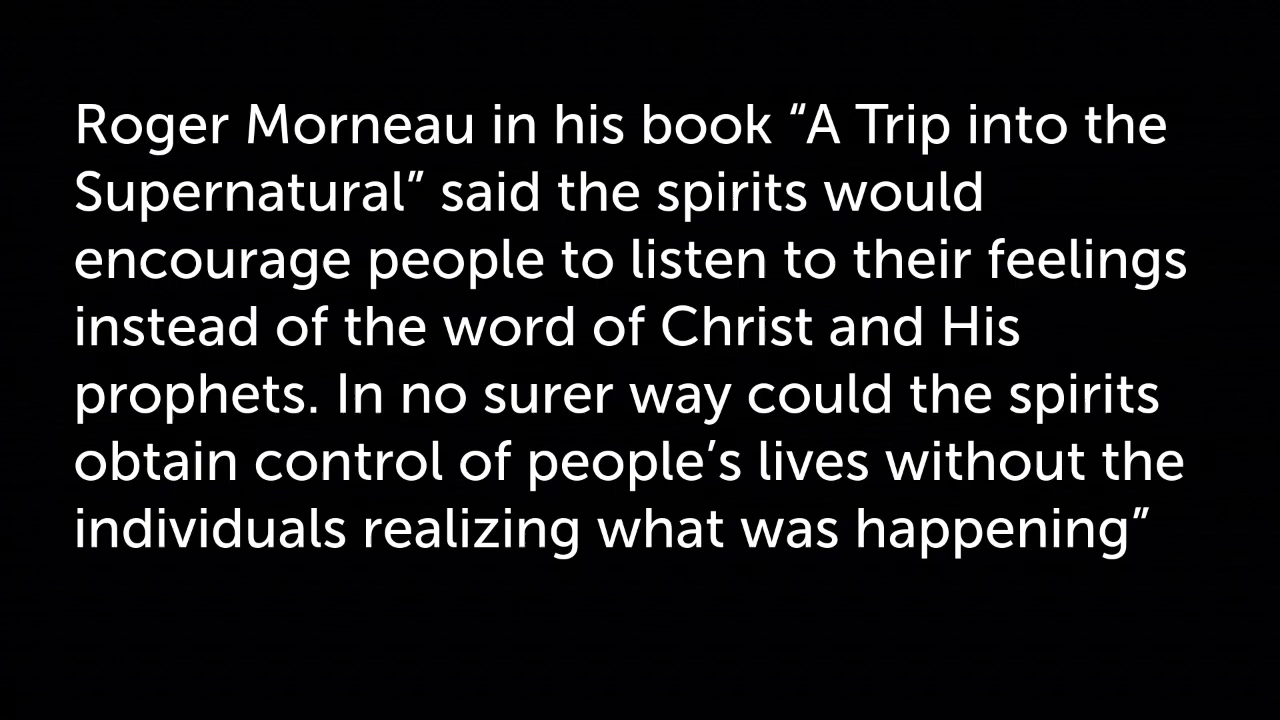 Roger Morneau in his book “A Trip into the
Supernatural” said the spirits would
encourage people to listen to their feelings
instead of the word of Christ and His
prophets. In no surer way could the spirits
obtain control of people’s lives without the
individuals realizing what was happening”